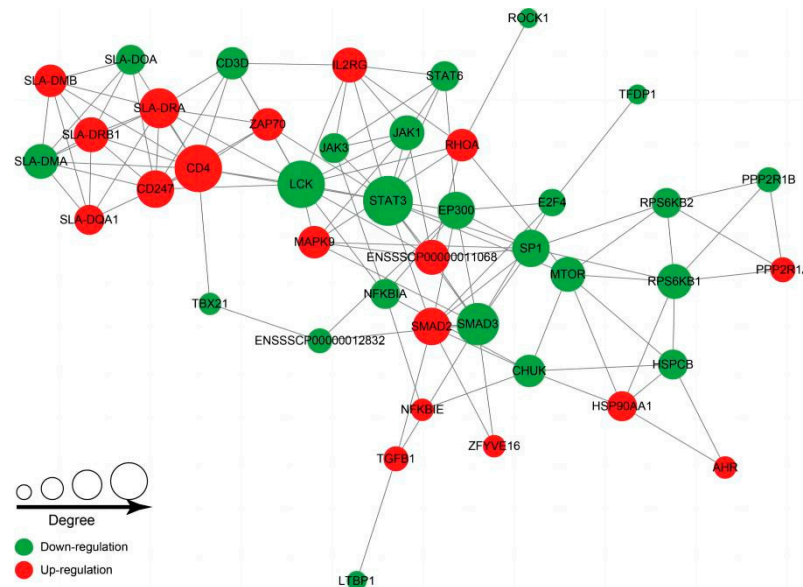 ROCK1
SLA-DOA
CD3D
IL2RG
STAT6
SLA-DMB
TFDP1
SLA-DRA
ZAP70
JAK1
SLA-DRB1
JAK3
RHOA
SLA-DMA
CD4
LCK
PPP2R1B
CD247
STAT3
EP300
E2F4
RPS6KB2
SLA-DQA1
MAPK9
SP1
ENSSSCP00000011068
MTOR
PPP2R1A
RPS6KB1
NFKBIA
TBX21
SMAD2
SMAD3
ENSSSCP00000012832
CHUK
HSPCB
NFKBIE
HSP90AA1
ZFYVE16
TGFB1
AHR
Degree
Down-regulation
Up-regulation
LTBP1